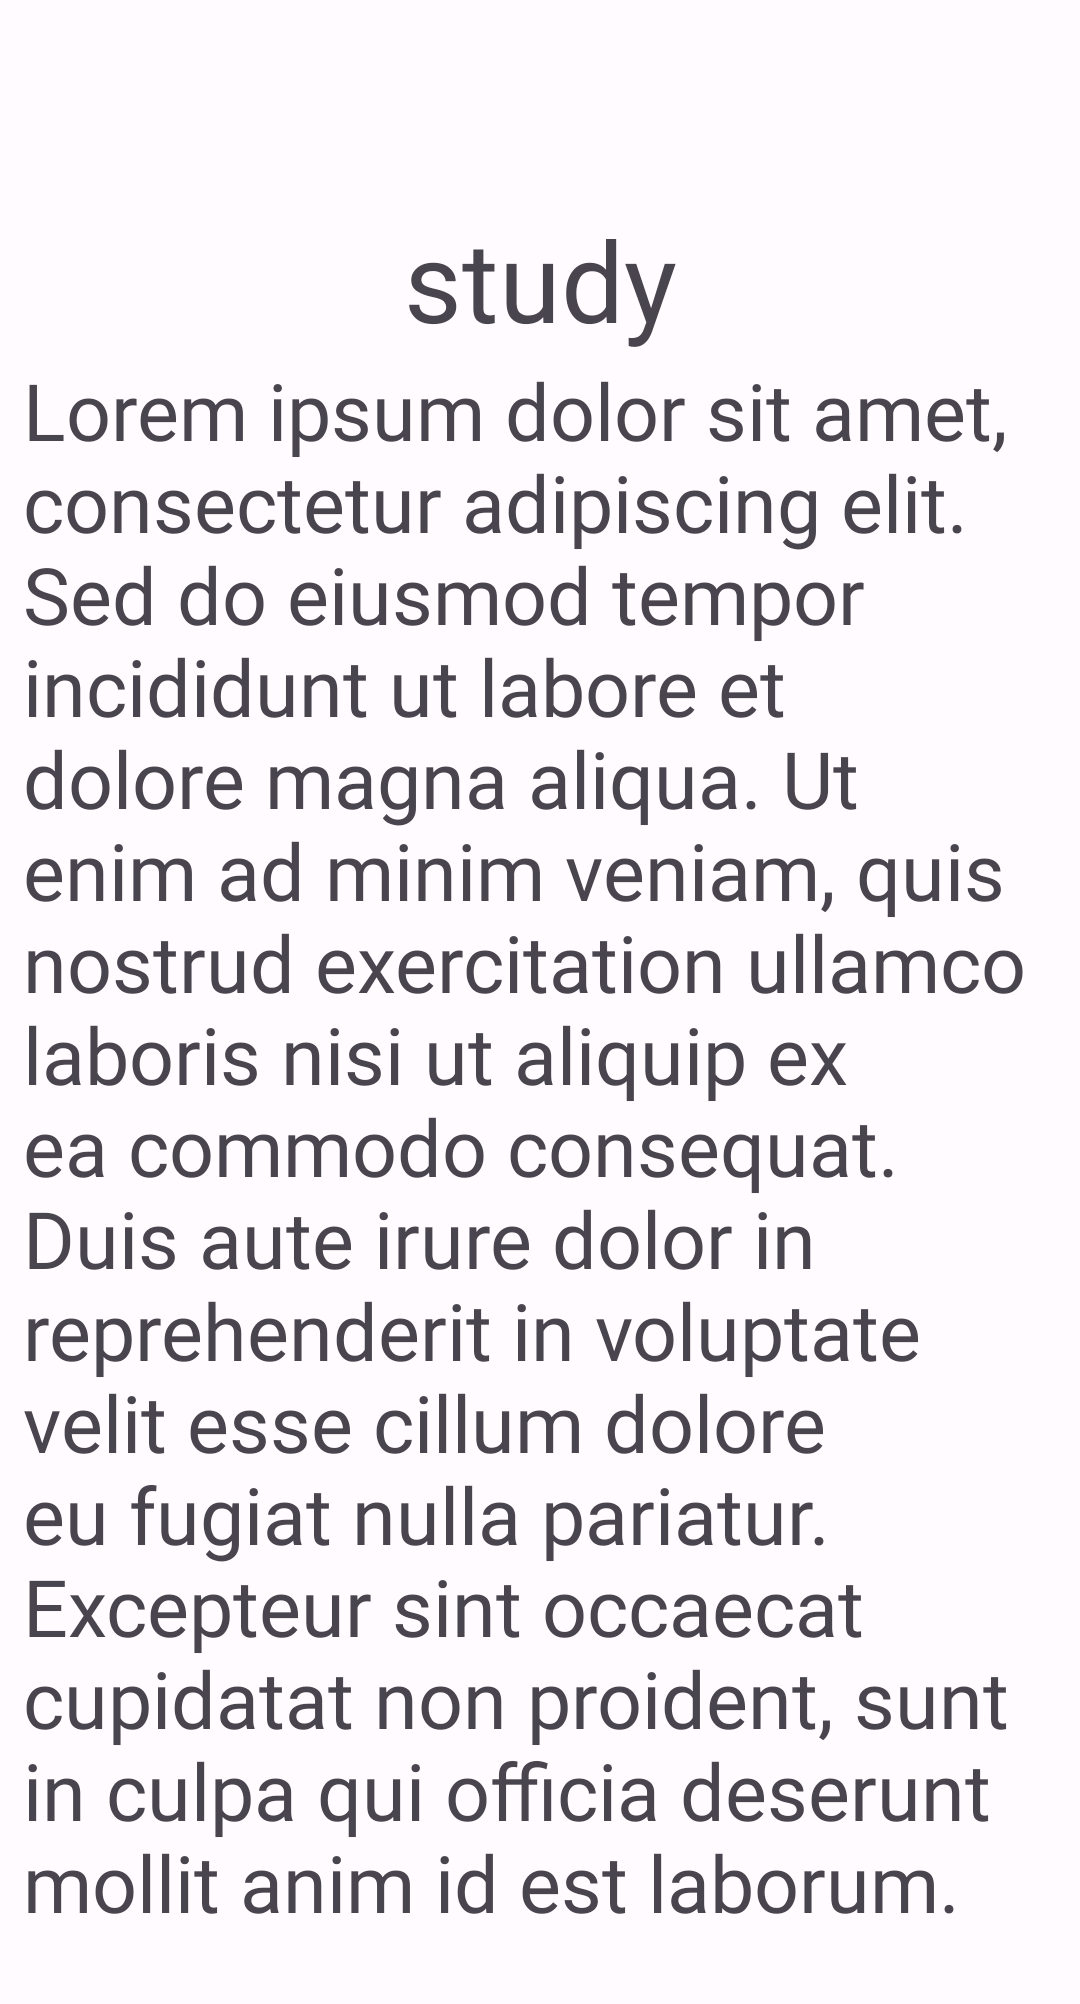 study
Lorem ipsum dolor sit amet,
consectetur adipiscing elit.
Sed do eiusmod tempor
incididunt ut labore et
dolore magna aliqua. Ut
enim ad minim veniam, quis
nostrud exercitation ullamco
laboris nisi ut aliquip ex
ea commodo consequat.
Duis aute irure dolor in
reprehenderit in voluptate
velit esse cillum dolore
eu fugiat nulla pariatur.
Excepteur sint occaecat
cupidatat non proident, sunt
in culpa qui officia deserunt
mollit anim id est laborum.